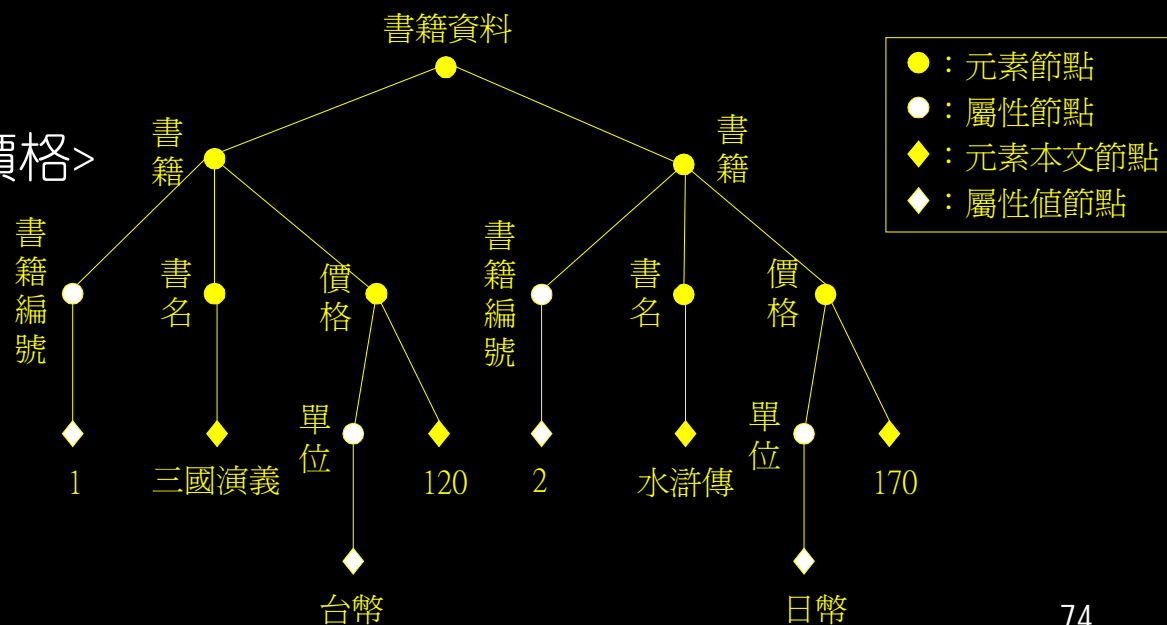 書籍資料
：元素節點
：屬性節點
：元素本文節點
：屬性值節點
價格>
書籍
書籍
書籍編號
書名
價格
書籍編號
書名
價格
單位
單位
1
三國演義
120
2
水滸傳
170
台幣
日幣
74